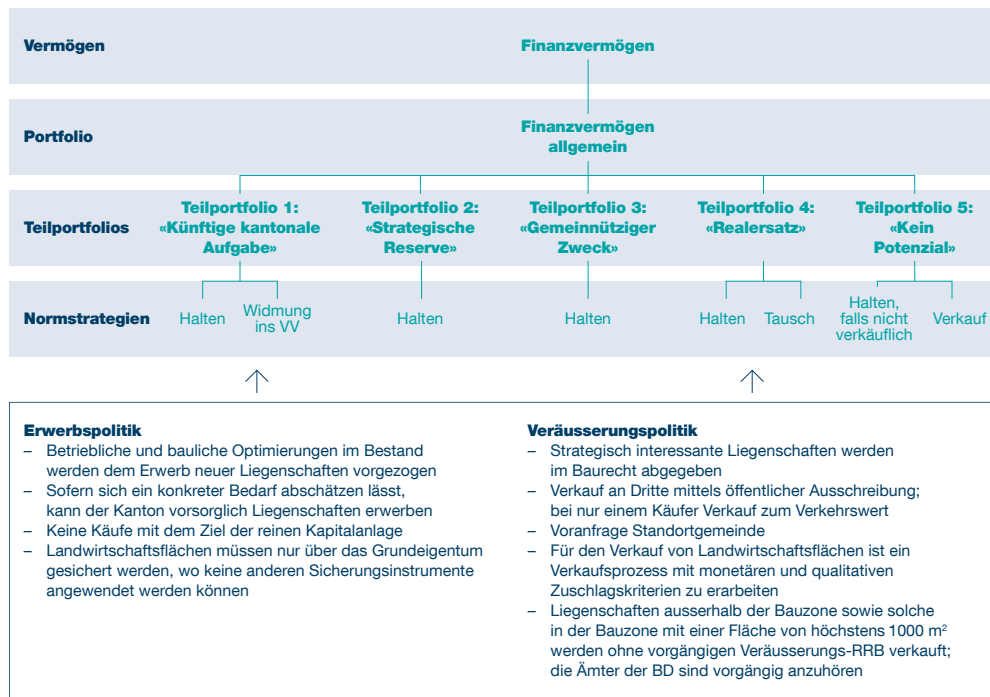 Vermögen
Finanzvermögen
Portfolio
Finanzvermögen
allgemein
Teilportfolios
Teilportfolio 1:
«Künftige kantonale
Aufgabe»
Teilportfolio 2:
«Strategische
Reserve»
Teilportfolio 3:
«Gemeinnütziger
Zweck»
Teilportfolio 4:
«Realersatz»
Teilportfolio 5:
«Kein
Potenzial»
Normstrategien
Halten
Widmung
ins VV
Halten
Halten
Halten
Tausch
Halten,
falls nicht
verkäuflich
Verkauf
Erwerbspolitik
– Betriebliche und bauliche Optimierungen im Bestand
werden dem Erwerb neuer Liegenschaften vorgezogen
– Sofern sich ein konkreter Bedarf abschätzen lässt,
kann der Kanton vorsorglich Liegenschaften erwerben
– Keine Käufe mit dem Ziel der reinen Kapitalanlage
– Landwirtschaftsflächen müssen nur über das Grundeigentum
gesichert werden, wo keine anderen Sicherungsinstrumente
angewendet werden können
Veräusserungspolitik
– Strategisch interessante Liegenschaften werden
im Baurecht abgegeben
– Verkauf an Dritte mittels öffentlicher Ausschreibung;
bei nur einem Käufer Verkauf zum Verkehrswert
– Voranfrage Standortgemeinde
– Für den Verkauf von Landwirtschaftsflächen ist ein
Verkaufsprozess mit monetären und qualitativen
Zuschlagskriterien zu erarbeiten
– Liegenschaften ausserhalb der Bauzone sowie solche
in der Bauzone mit einer Fläche von höchstens 1000 m²
werden ohne vorgängigen Veräusserungs-RRB verkauft;
die Ämter der BD sind vorgängig anzuhören